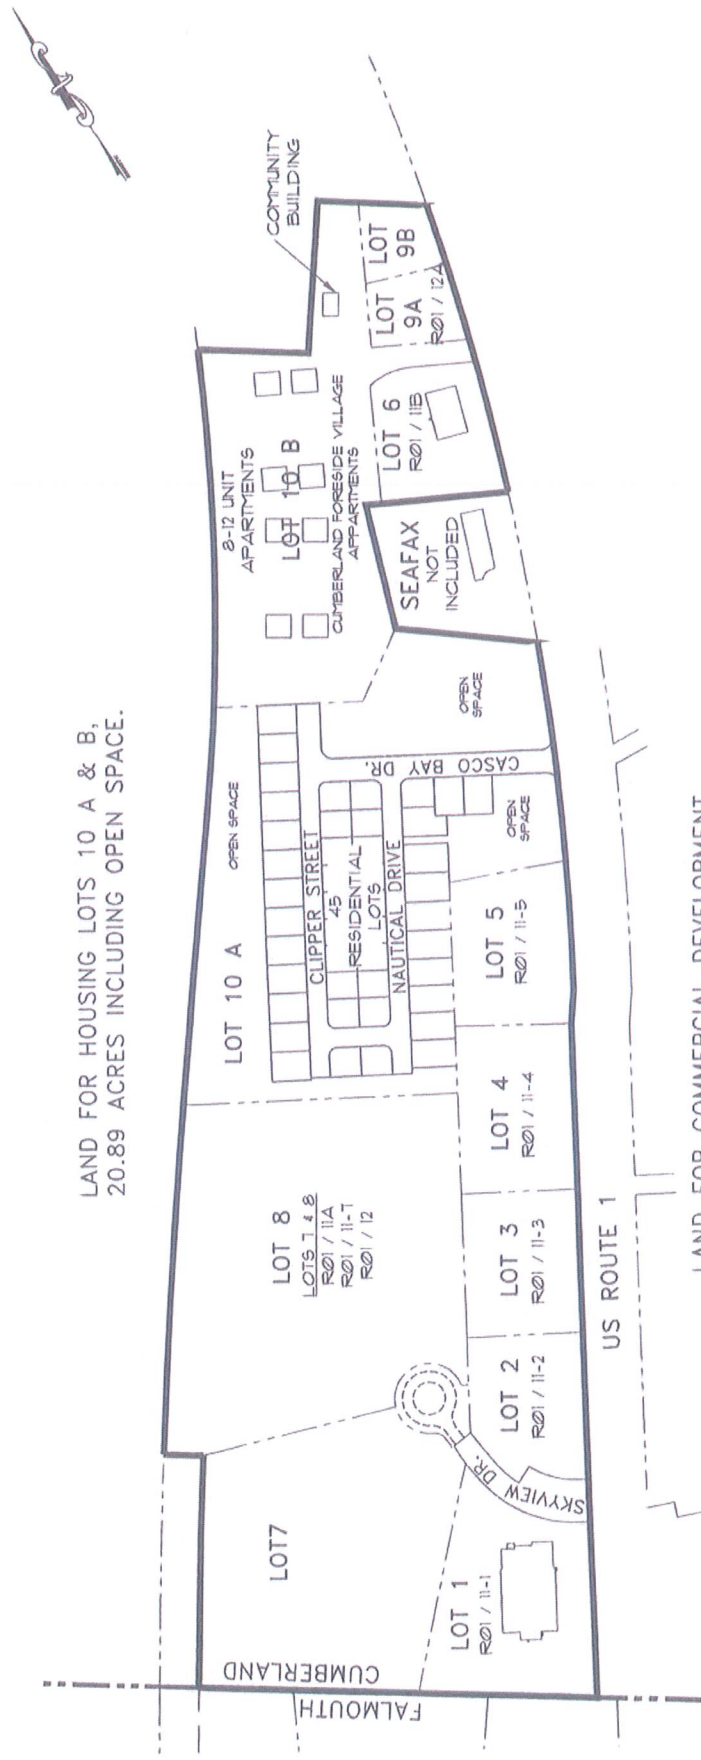 LAND FOR HOUSING LOTS 10 A & B,
20.89 ACRES INCLUDING OPEN SPACE.
COMMUNITY
BUILDING
8-12 UNIT
APARTMENTS
LOT 10 B
CUMBERLAND FORESIDE VILLAGE
APPARTMENTS
LOT
9B
LOT
9A
R01 / 12A
LOT 6
R01 / 11B
SEAFAX
NOT
INCLUDED
OPEN
SPACE
CASCO BAY DR.
OPEN
SPACE
OPEN SPACE
LOT 10 A
CLIPPER STREET
45
RESIDENTIAL
LOTS
NAUTICAL DRIVE
LOT 5
R01 / 11-5
LOT 4
R01 / 11-4
LOT 3
R01 / 11-3
LOT 2
R01 / 11-2
LOT 8
LOTS 7 & 8
R01 / 11A
R01 / 11-7
R01 / 12
SKYVIEW DR.
LOT7
LOT 1
R01 / 11-1
CUMBERLAND
FALMOUTH
US ROUTE 1
LAND FOR COMMERCIAL DEVELOPMENT